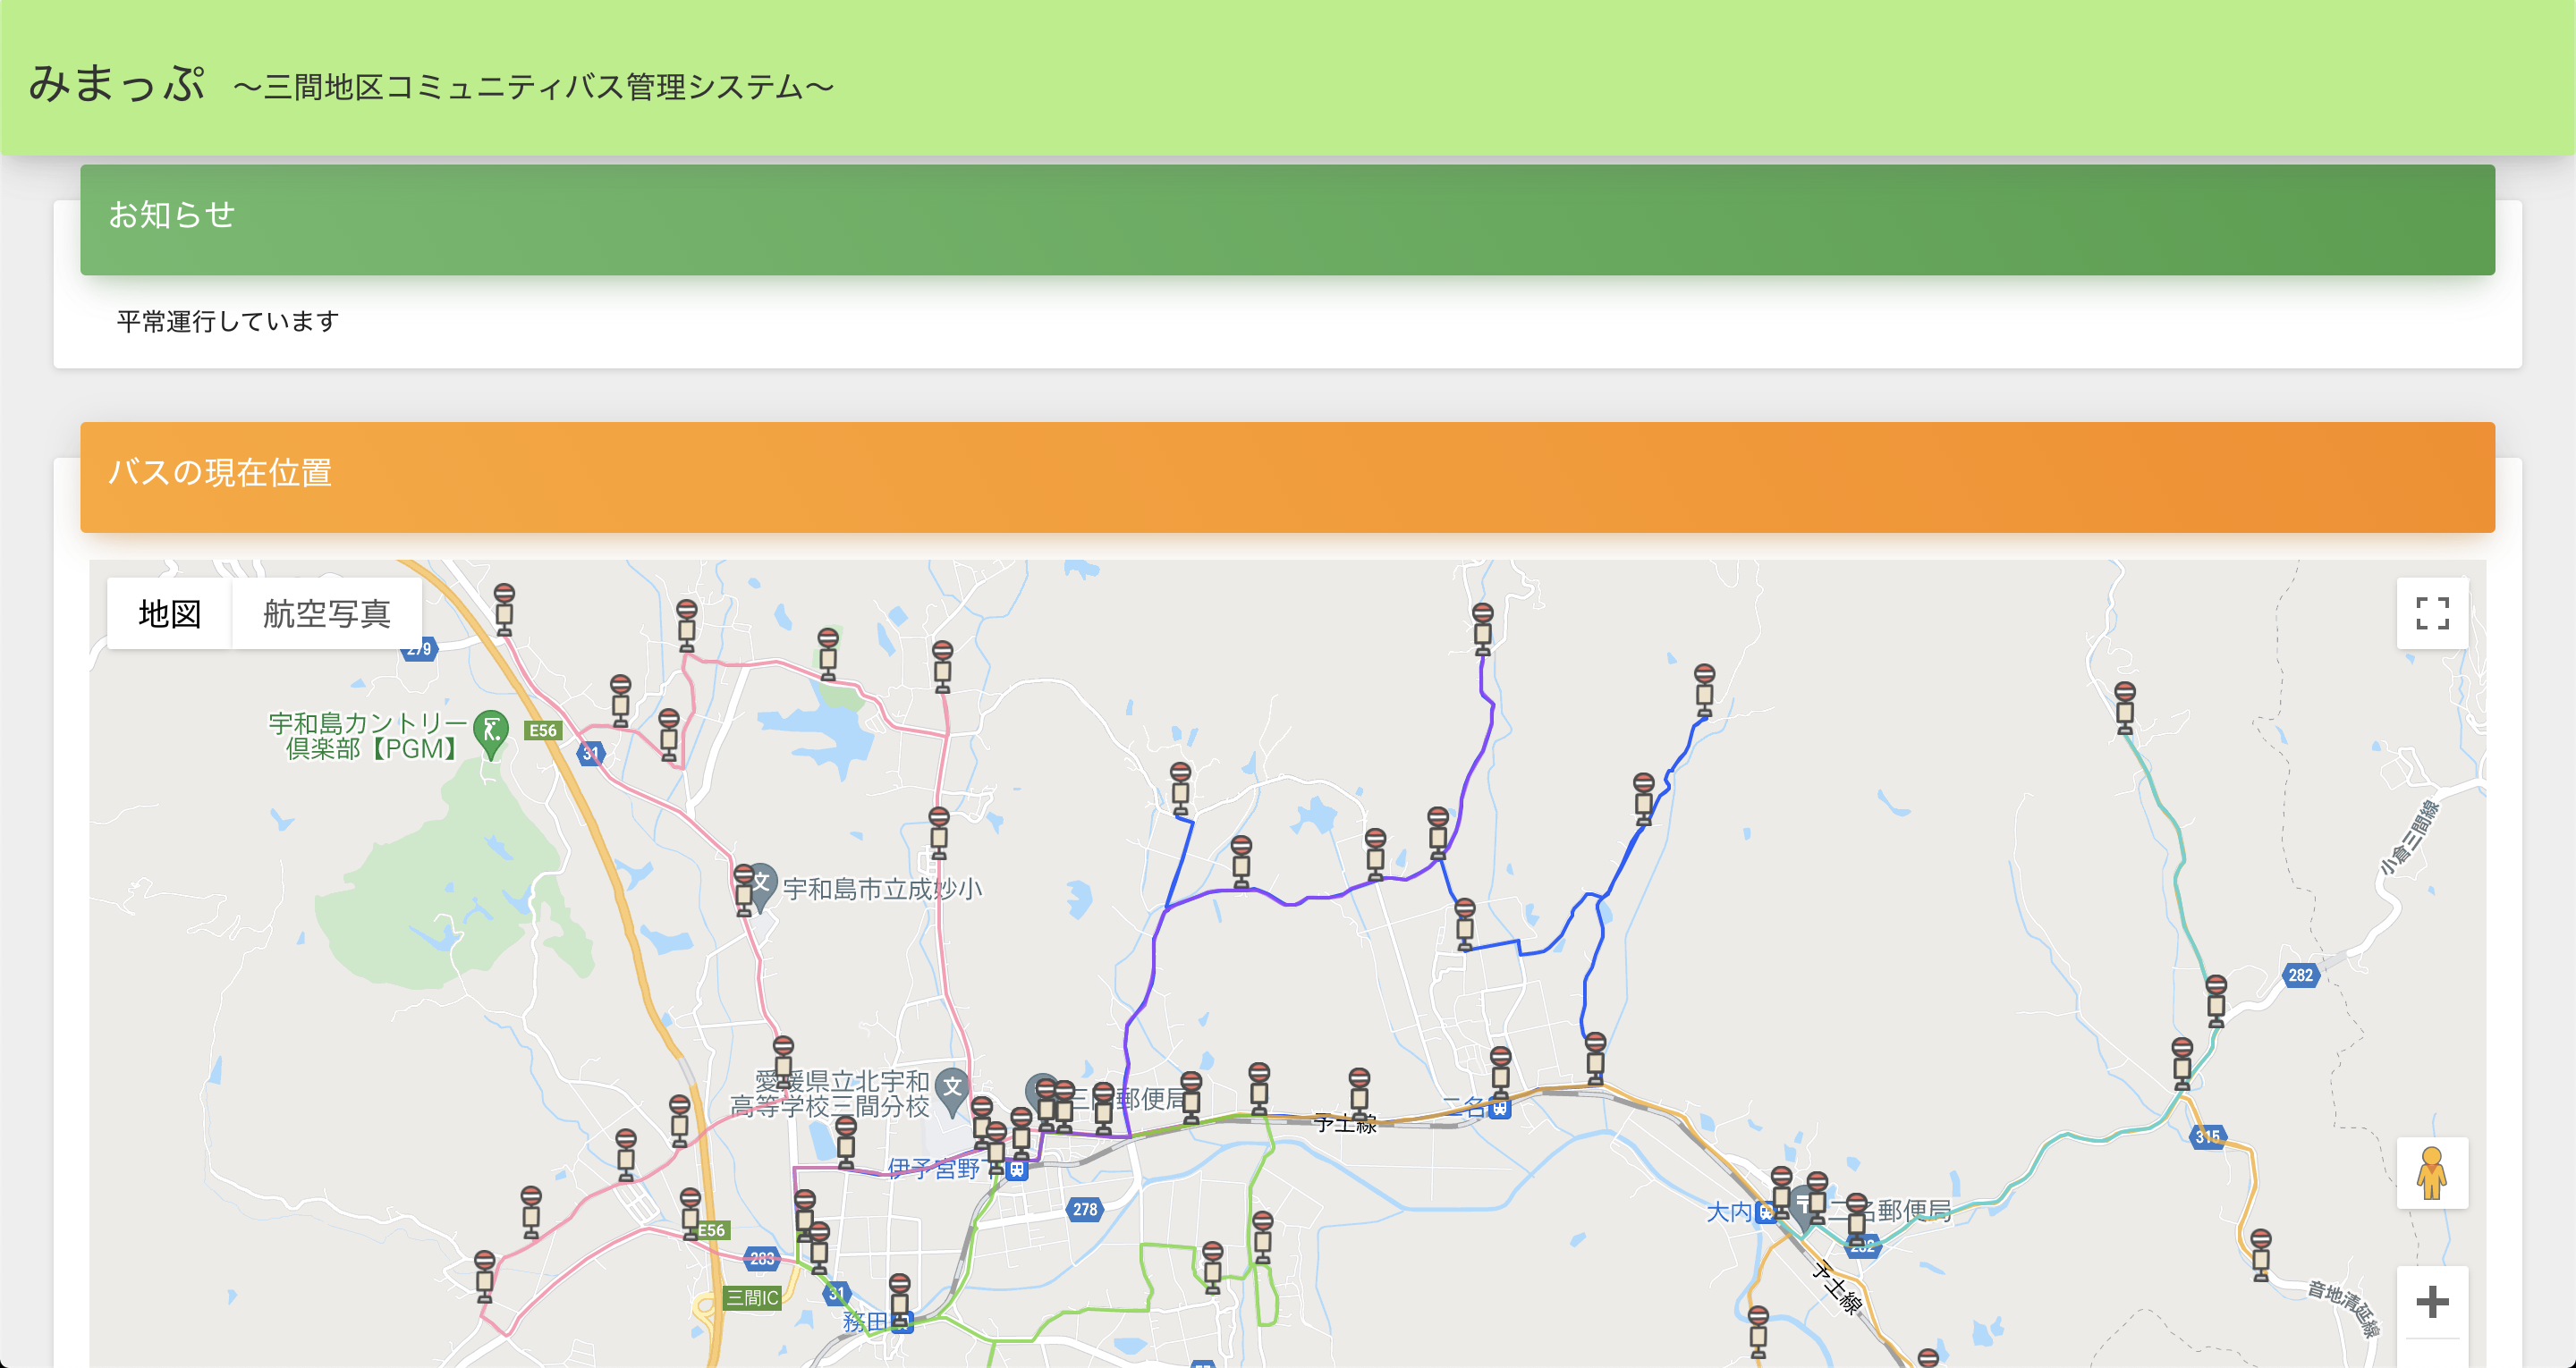 みまっぷ ～三間地区コミュニティバス管理システム～
お知らせ
平常運行しています
バスの現在位置
地図 航空写真
279
宇和島カントリー
倶楽部【PGM】
E56
31
宇和島市立成妙小
小倉三間線
282
愛媛県立北宇和
高等学校三間分校
郵便局
二名
予土線
315
伊予宮野下
278
大内
二名郵便局
282
E56
283
三間IC
31
務田
予土線
音地清延線